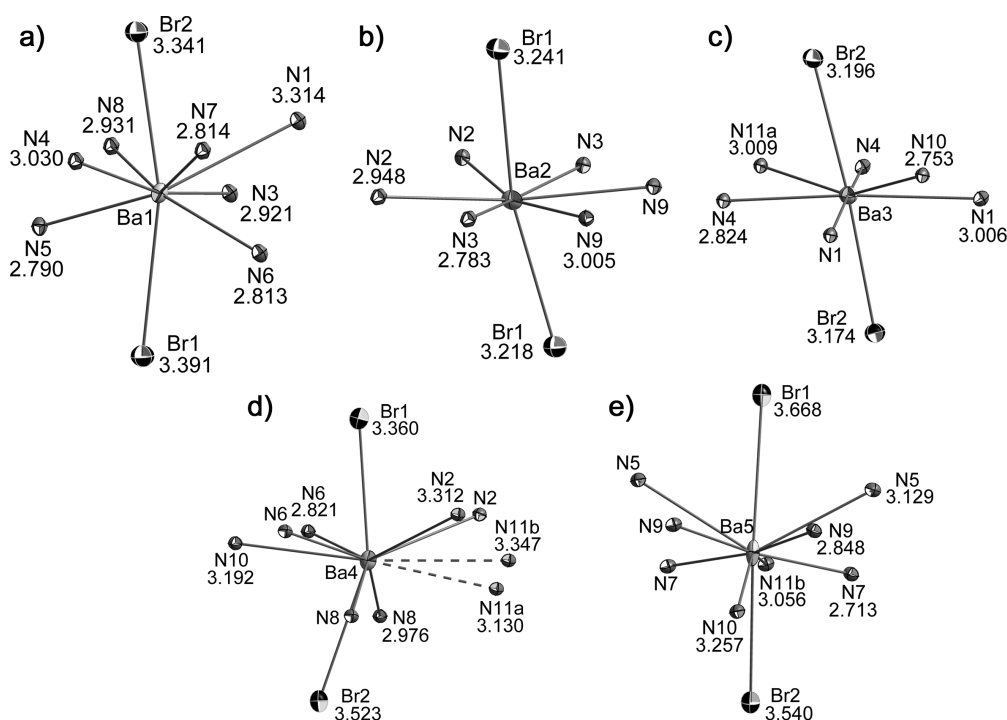 a)
Br2
3.341
N1
3.314
N8
2.931
N7
2.814
N4
3.030
N3
2.921
Ba1
N5
2.790
N6
2.813
Br1
3.391
b)
Br1
3.241
N2
N3
N2
2.948
Ba2
N9
N3
2.783
N9
3.005
Br1
3.218
c)
Br2
3.196
N11a
3.009
N4
N10
2.753
N4
2.824
Ba3
N1
3.006
N1
Br2
3.174
d)
Br1
3.360
N6
2.821
N2
3.312
N2
N6
N11b
3.347
N10
3.192
Ba4
N11a
3.130
N8
N8
2.976
Br2
3.523
e)
Br1
3.668
N5
N5
3.129
N9
Ba5
N9
2.848
N7
N11b
3.056
N7
2.713
N10
3.257
Br2
3.540